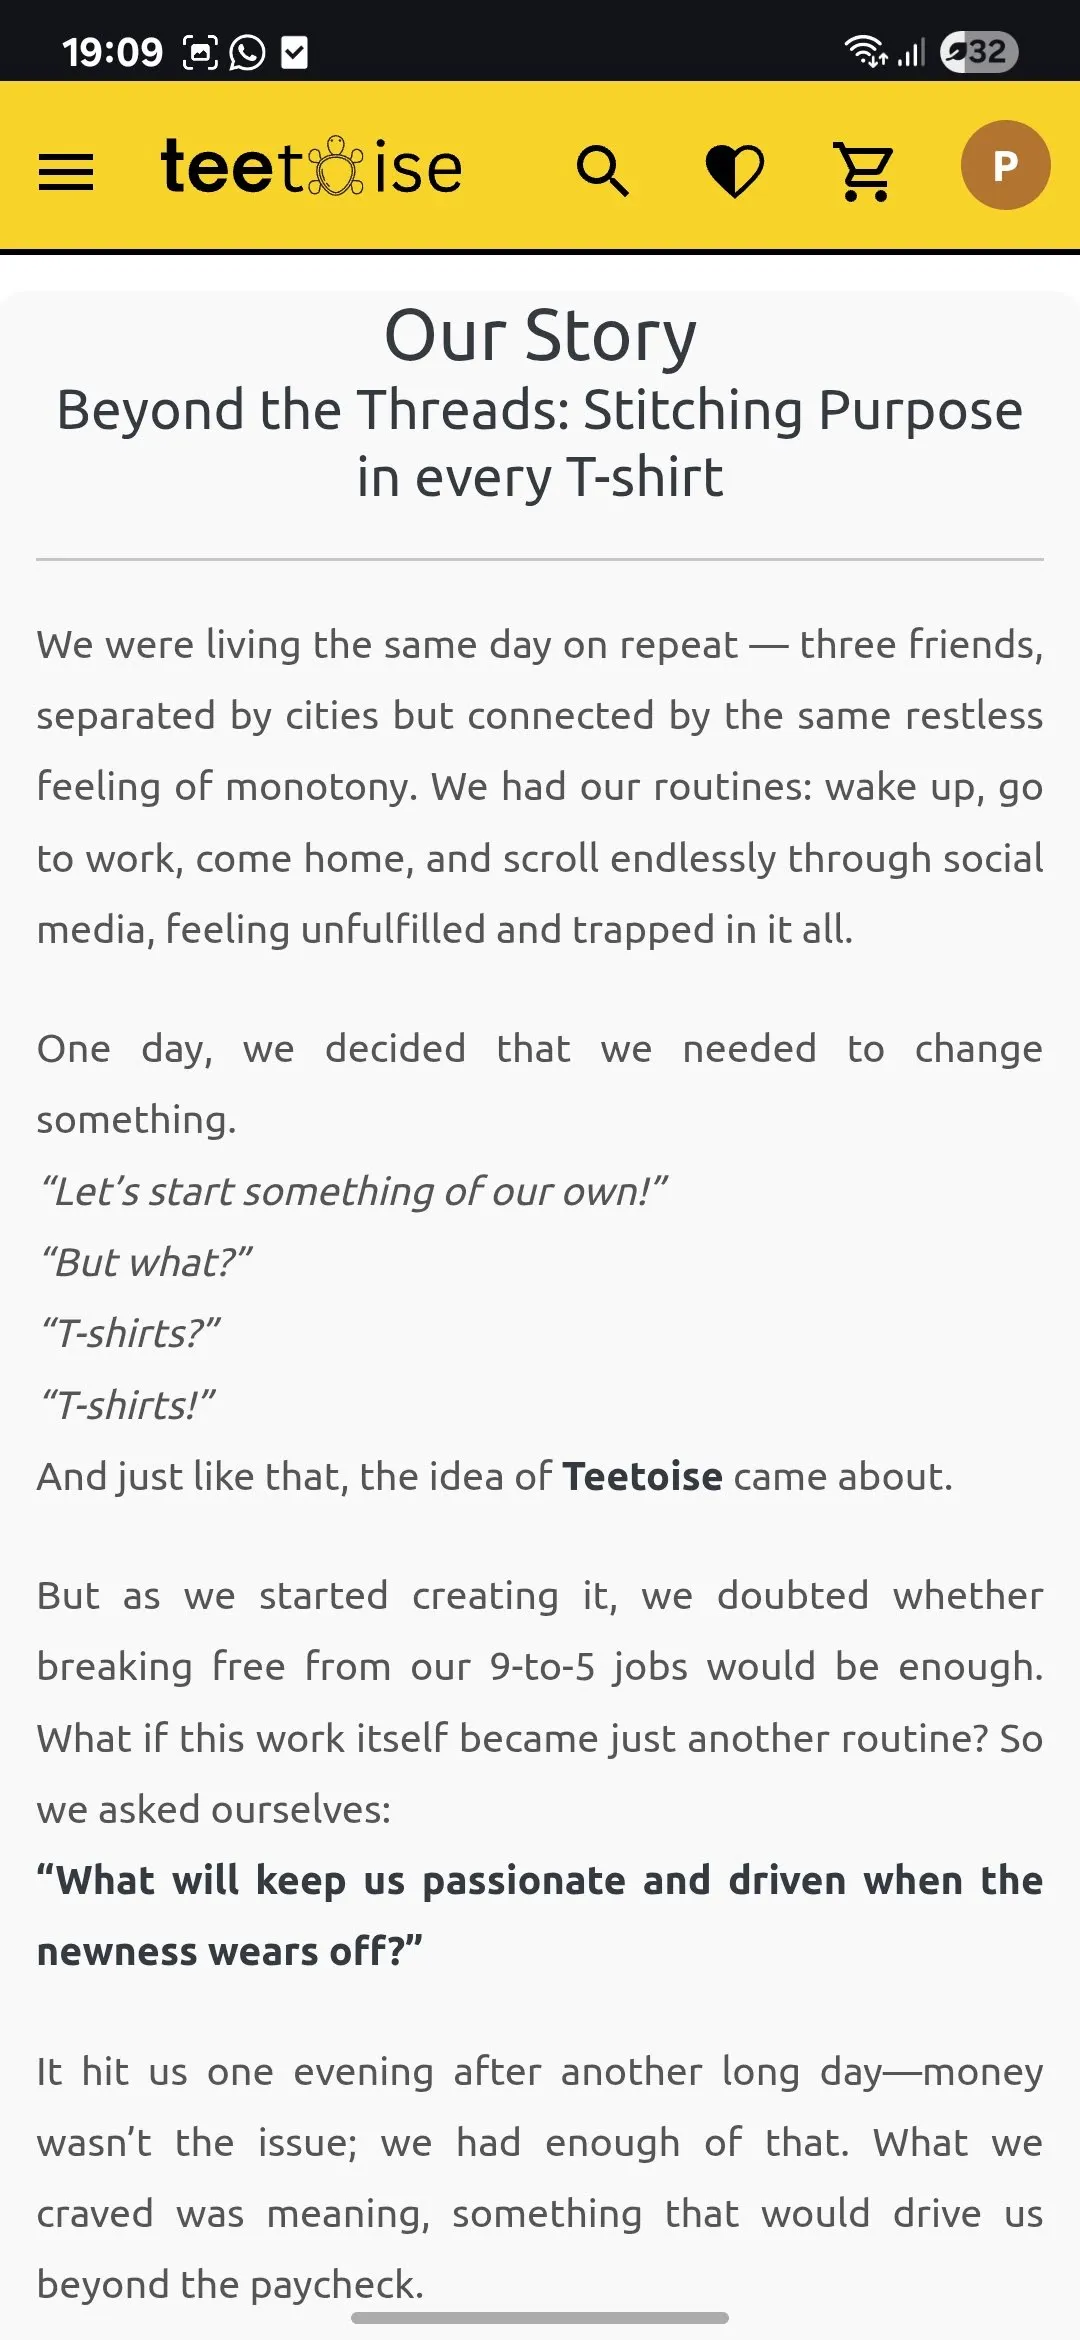 19:09
32
teetoise
P
Our Story
Beyond the Threads: Stitching Purpose
in every T-shirt
We were living the same day on repeat — three friends,
separated by cities but connected by the same restless
feeling of monotony. We had our routines: wake up, go
to work, come home, and scroll endlessly through social
media, feeling unfulfilled and trapped in it all.
One day, we decided that we needed to change
something.
“Let’s start something of our own!”
“But what?”
“T-shirts?”
“T-shirts!”
And just like that, the idea of Teetoise came about.
But as we started creating it, we doubted whether
breaking free from our 9-to-5 jobs would be enough.
What if this work itself became just another routine? So
we asked ourselves:
“What will keep us passionate and driven when the
newness wears off?”
It hit us one evening after another long day—money
wasn’t the issue; we had enough of that. What we
craved was meaning, something that would drive us
beyond the paycheck.